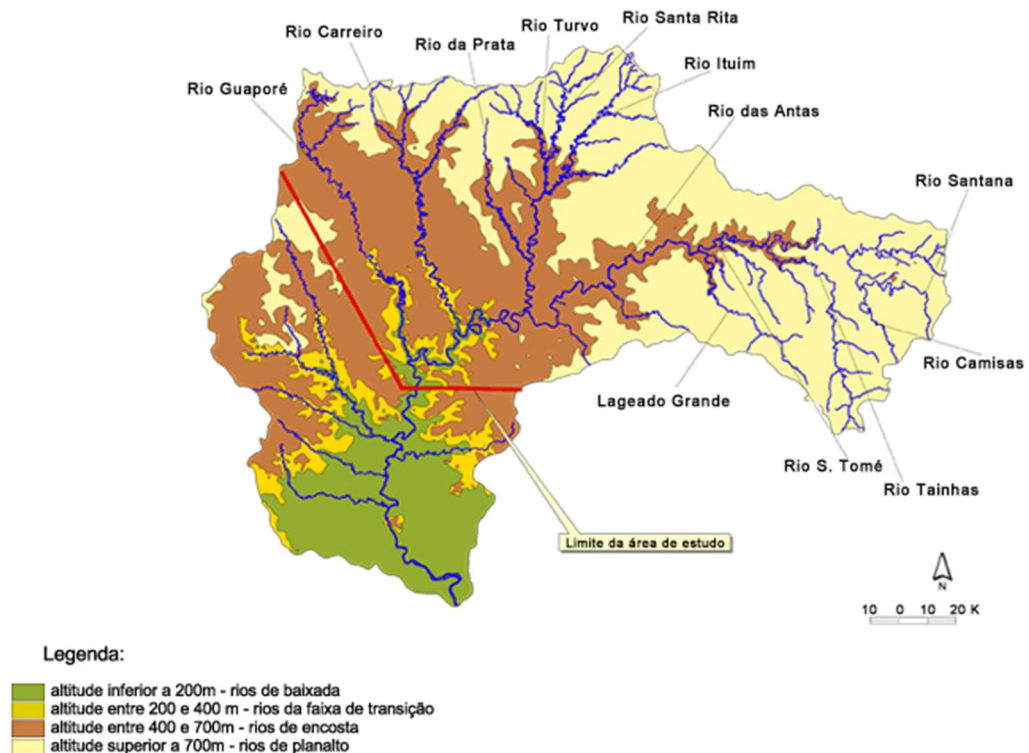 Rio Santa Rita
Rio Turvo
Rio Carreiro
Rio da Prata
Rio Ituim
Rio Guaporé
Rio das Antas
Rio Santana
Rio Camisas
Lageado Grande
Rio S. Tomé
Rio Tainhas
Limite da área de estudo
N
10 0 10 20 K
Legenda:
altitude inferior a 200m - rios de baixada
altitude entre 200 e 400 m - rios da faixa de transição
altitude entre 400 e 700m - rios de encosta
altitude superior a 700m - rios de planalto